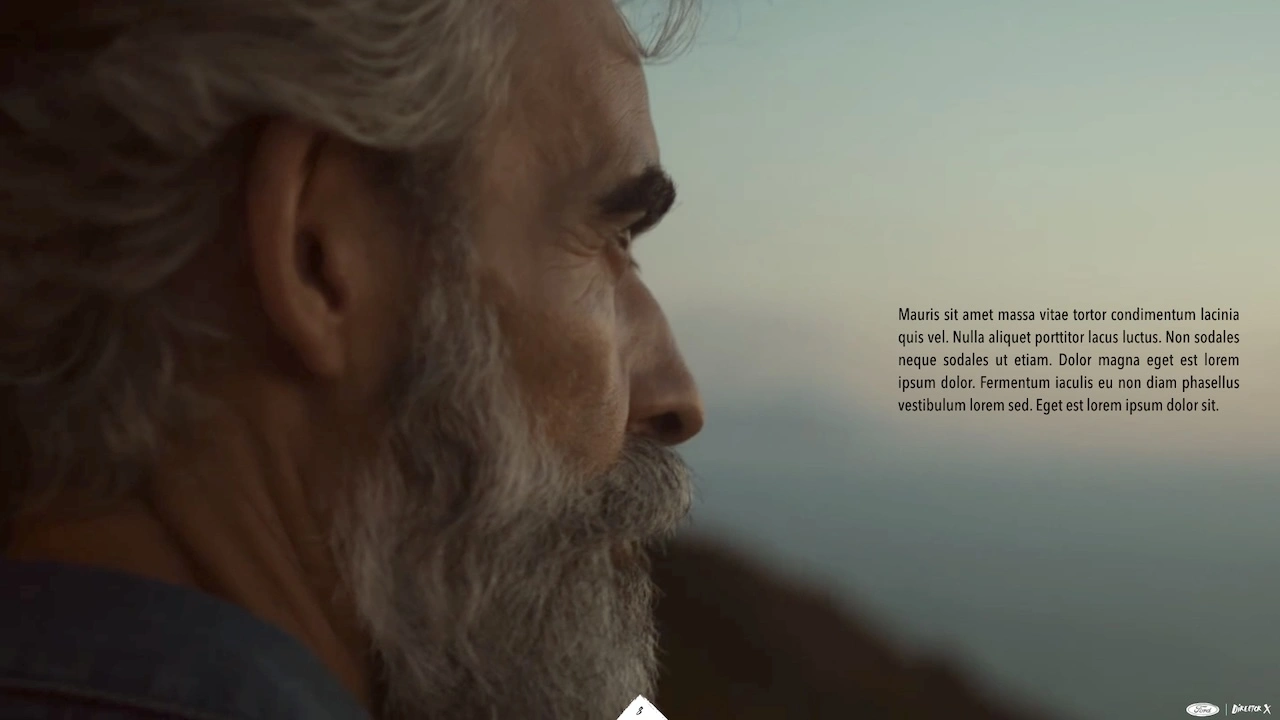 Mauris sit amet massa vitae tortor condimentum lacinia
quis vel. Nulla aliquet porttitor lacus luctus. Non sodales
neque sodales ut etiam. Dolor magna eget est lorem
ipsum dolor. Fermentum iaculis eu non diam phasellus
vestibulum lorem sed. Eget est lorem ipsum dolor sit.
Ford | DIRECTOR X